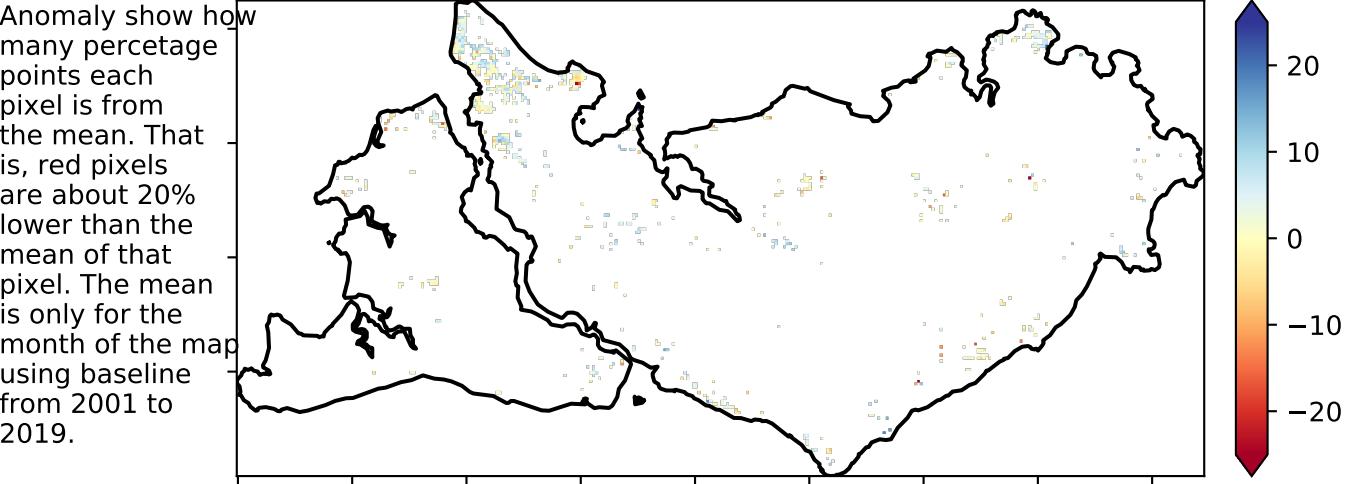 Anomaly show how
many percetage
points each
pixel is from
the mean. That
is, red pixels
are about 20%
lower than the
mean of that
pixel. The mean
is only for the
month of the map
using baseline
from 2001 to
2019.
20
10
0
−10
−20